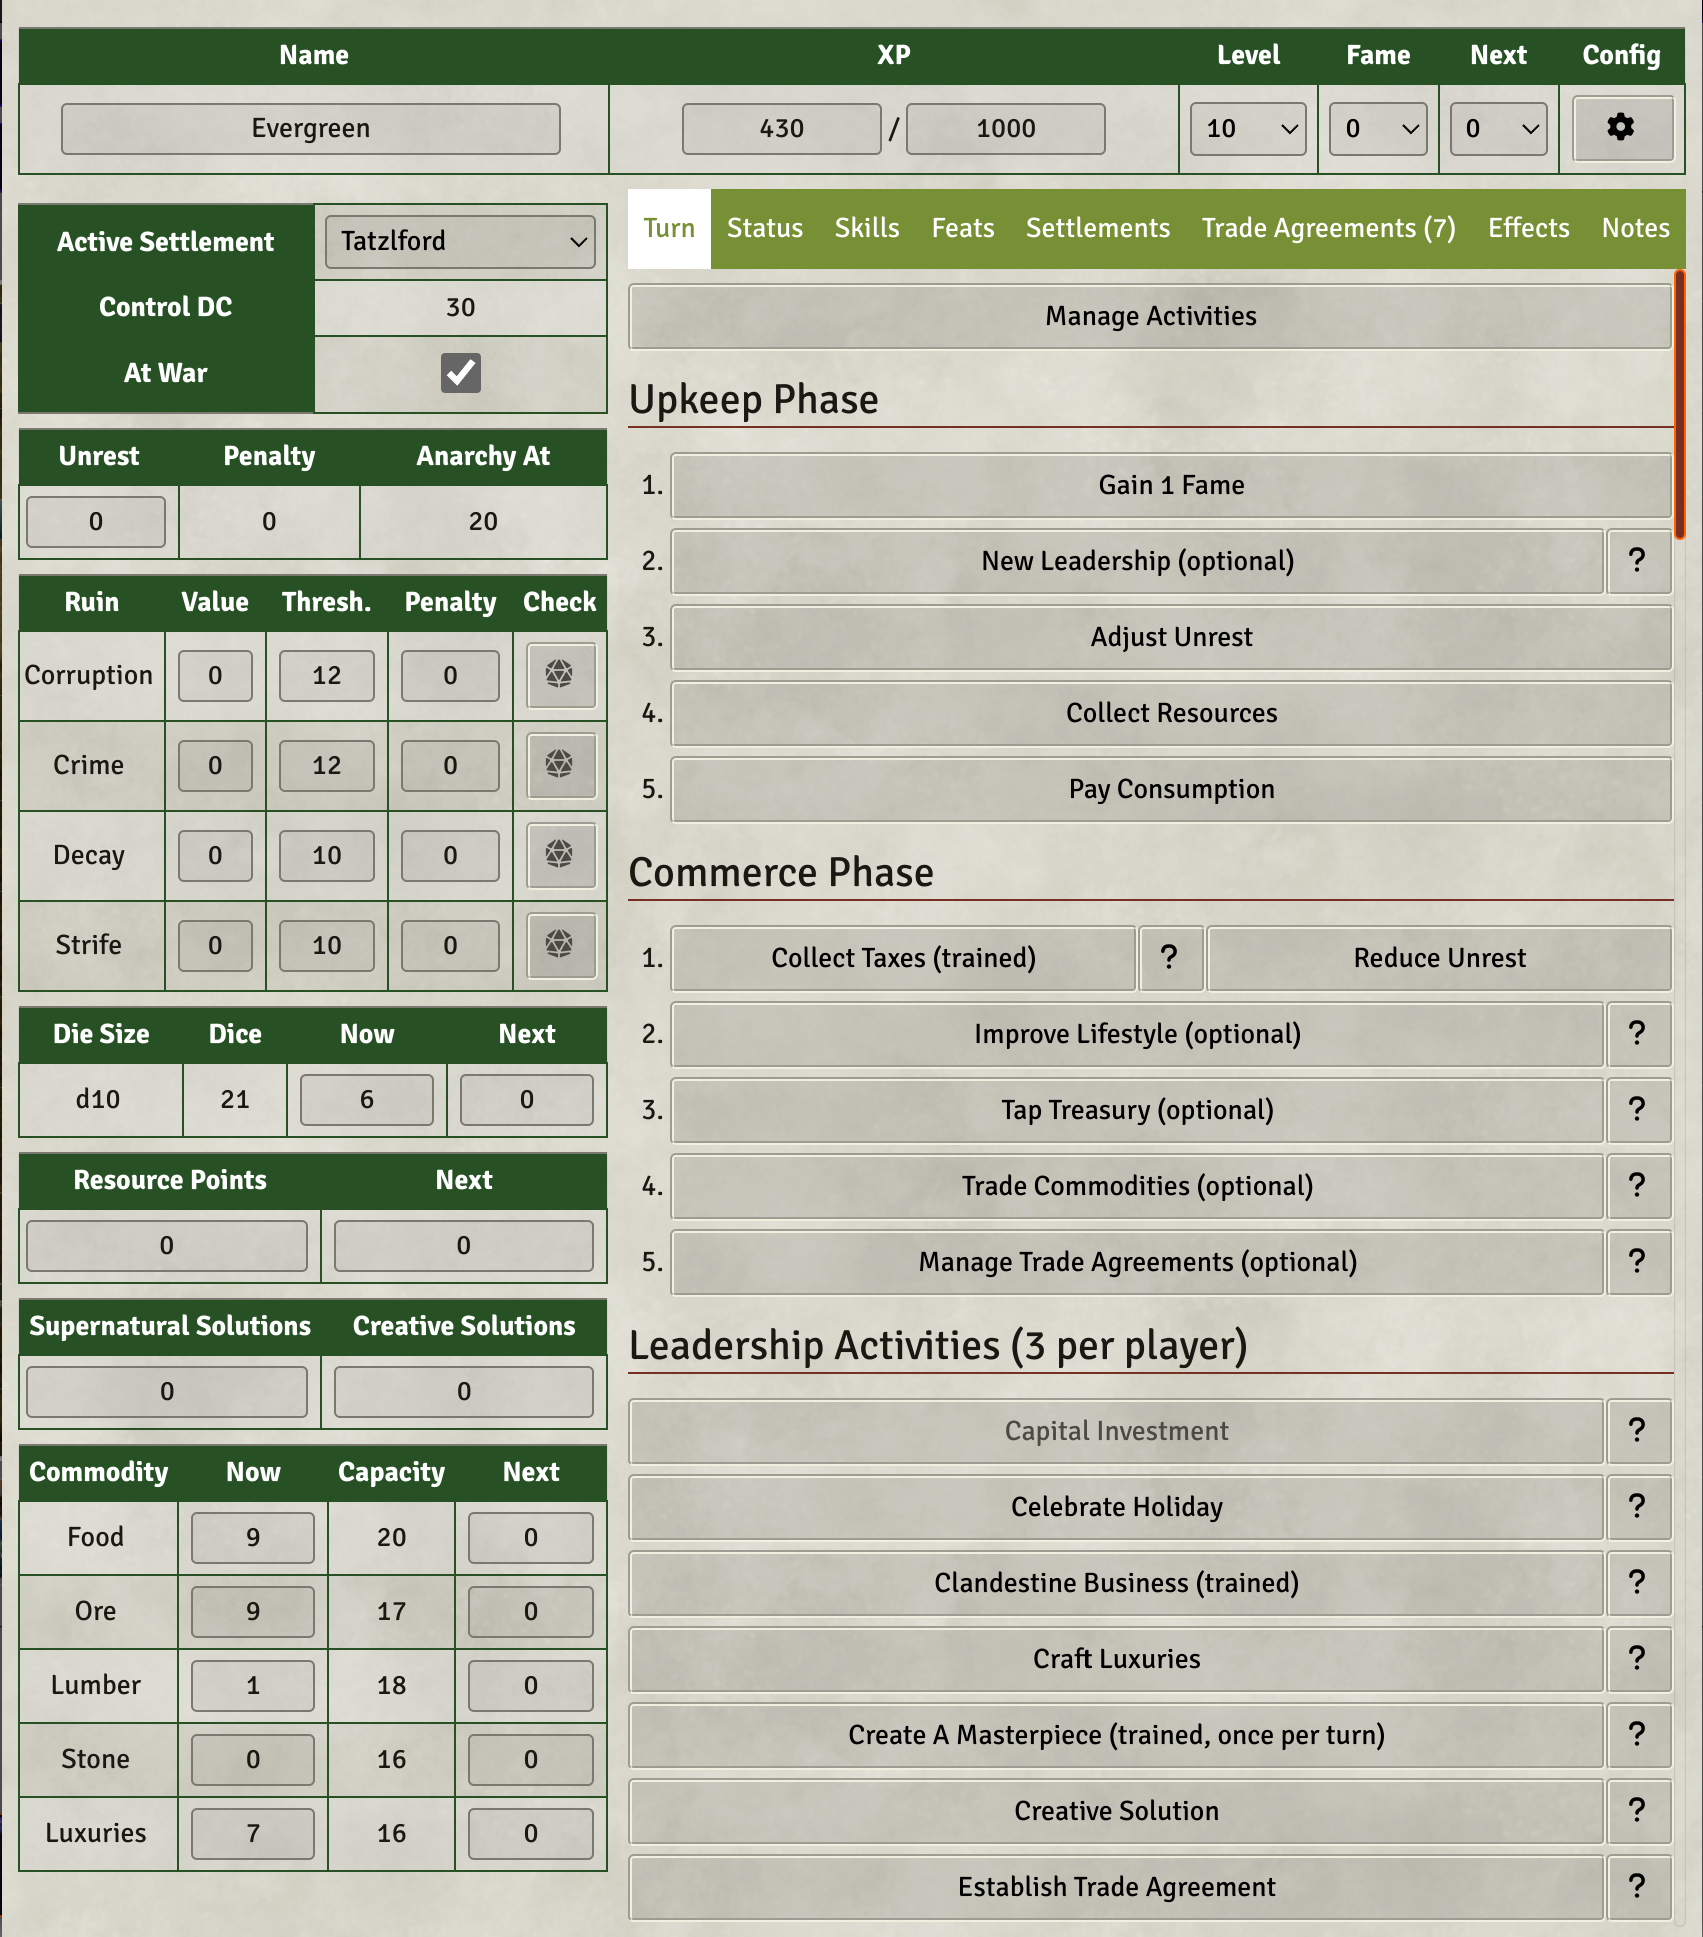 Name XP Level Fame Next Config
Evergreen 430 / 1000 10 0 0
Active Settlement Tatzlford
Control DC 30
At War
Unrest Penalty Anarchy At
0 0 20
Ruin Value Thresh. Penalty Check
Corruption 0 12 0
Crime 0 12 0
Decay 0 10 0
Strife 0 10 0
Die Size Dice Now Next
d10 21 6 0
Resource Points Next
0 0
Supernatural Solutions Creative Solutions
0 0
Commodity Now Capacity Next
Food 9 20 0
Ore 9 17 0
Lumber 1 18 0
Stone 0 16 0
Luxuries 7 16 0
Turn Status Skills Feats Settlements Trade Agreements (7) Effects Notes
Manage Activities
Upkeep Phase
1. Gain 1 Fame
2. New Leadership (optional) ?
3. Adjust Unrest
4. Collect Resources
5. Pay Consumption
Commerce Phase
1. Collect Taxes (trained) ? Reduce Unrest
2. Improve Lifestyle (optional) ?
3. Tap Treasury (optional) ?
4. Trade Commodities (optional) ?
5. Manage Trade Agreements (optional) ?
Leadership Activities (3 per player)
Capital Investment ?
Celebrate Holiday ?
Clandestine Business (trained) ?
Craft Luxuries ?
Create A Masterpiece (trained, once per turn) ?
Creative Solution ?
Establish Trade Agreement ?